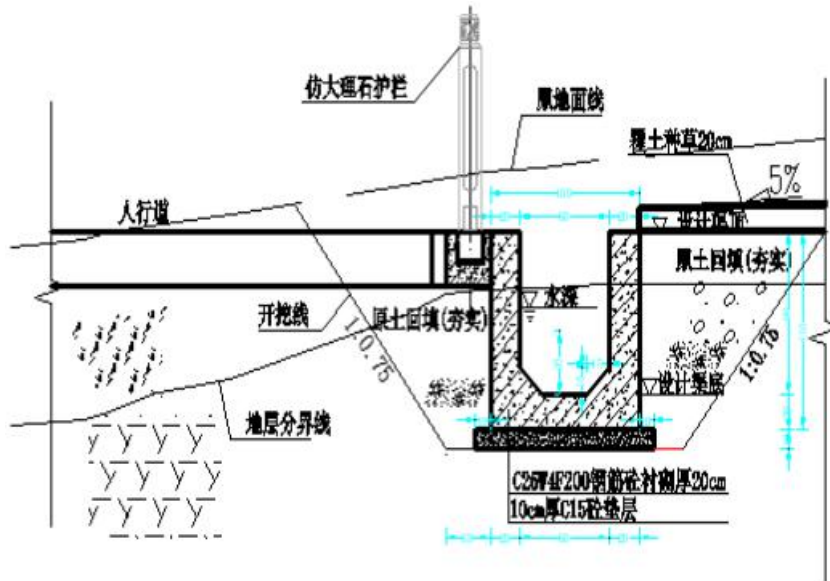 仿大理石护栏
原地面线
覆土种草20cm
5%
人行道
设计渠顶
原土回填(夯实)
水深
开挖线
原土回填(夯实)
1:0.75
1:0.75
设计渠底
地层分界线
C25W4F200钢筋砼衬砌厚20cm
10cm厚C15砼垫层